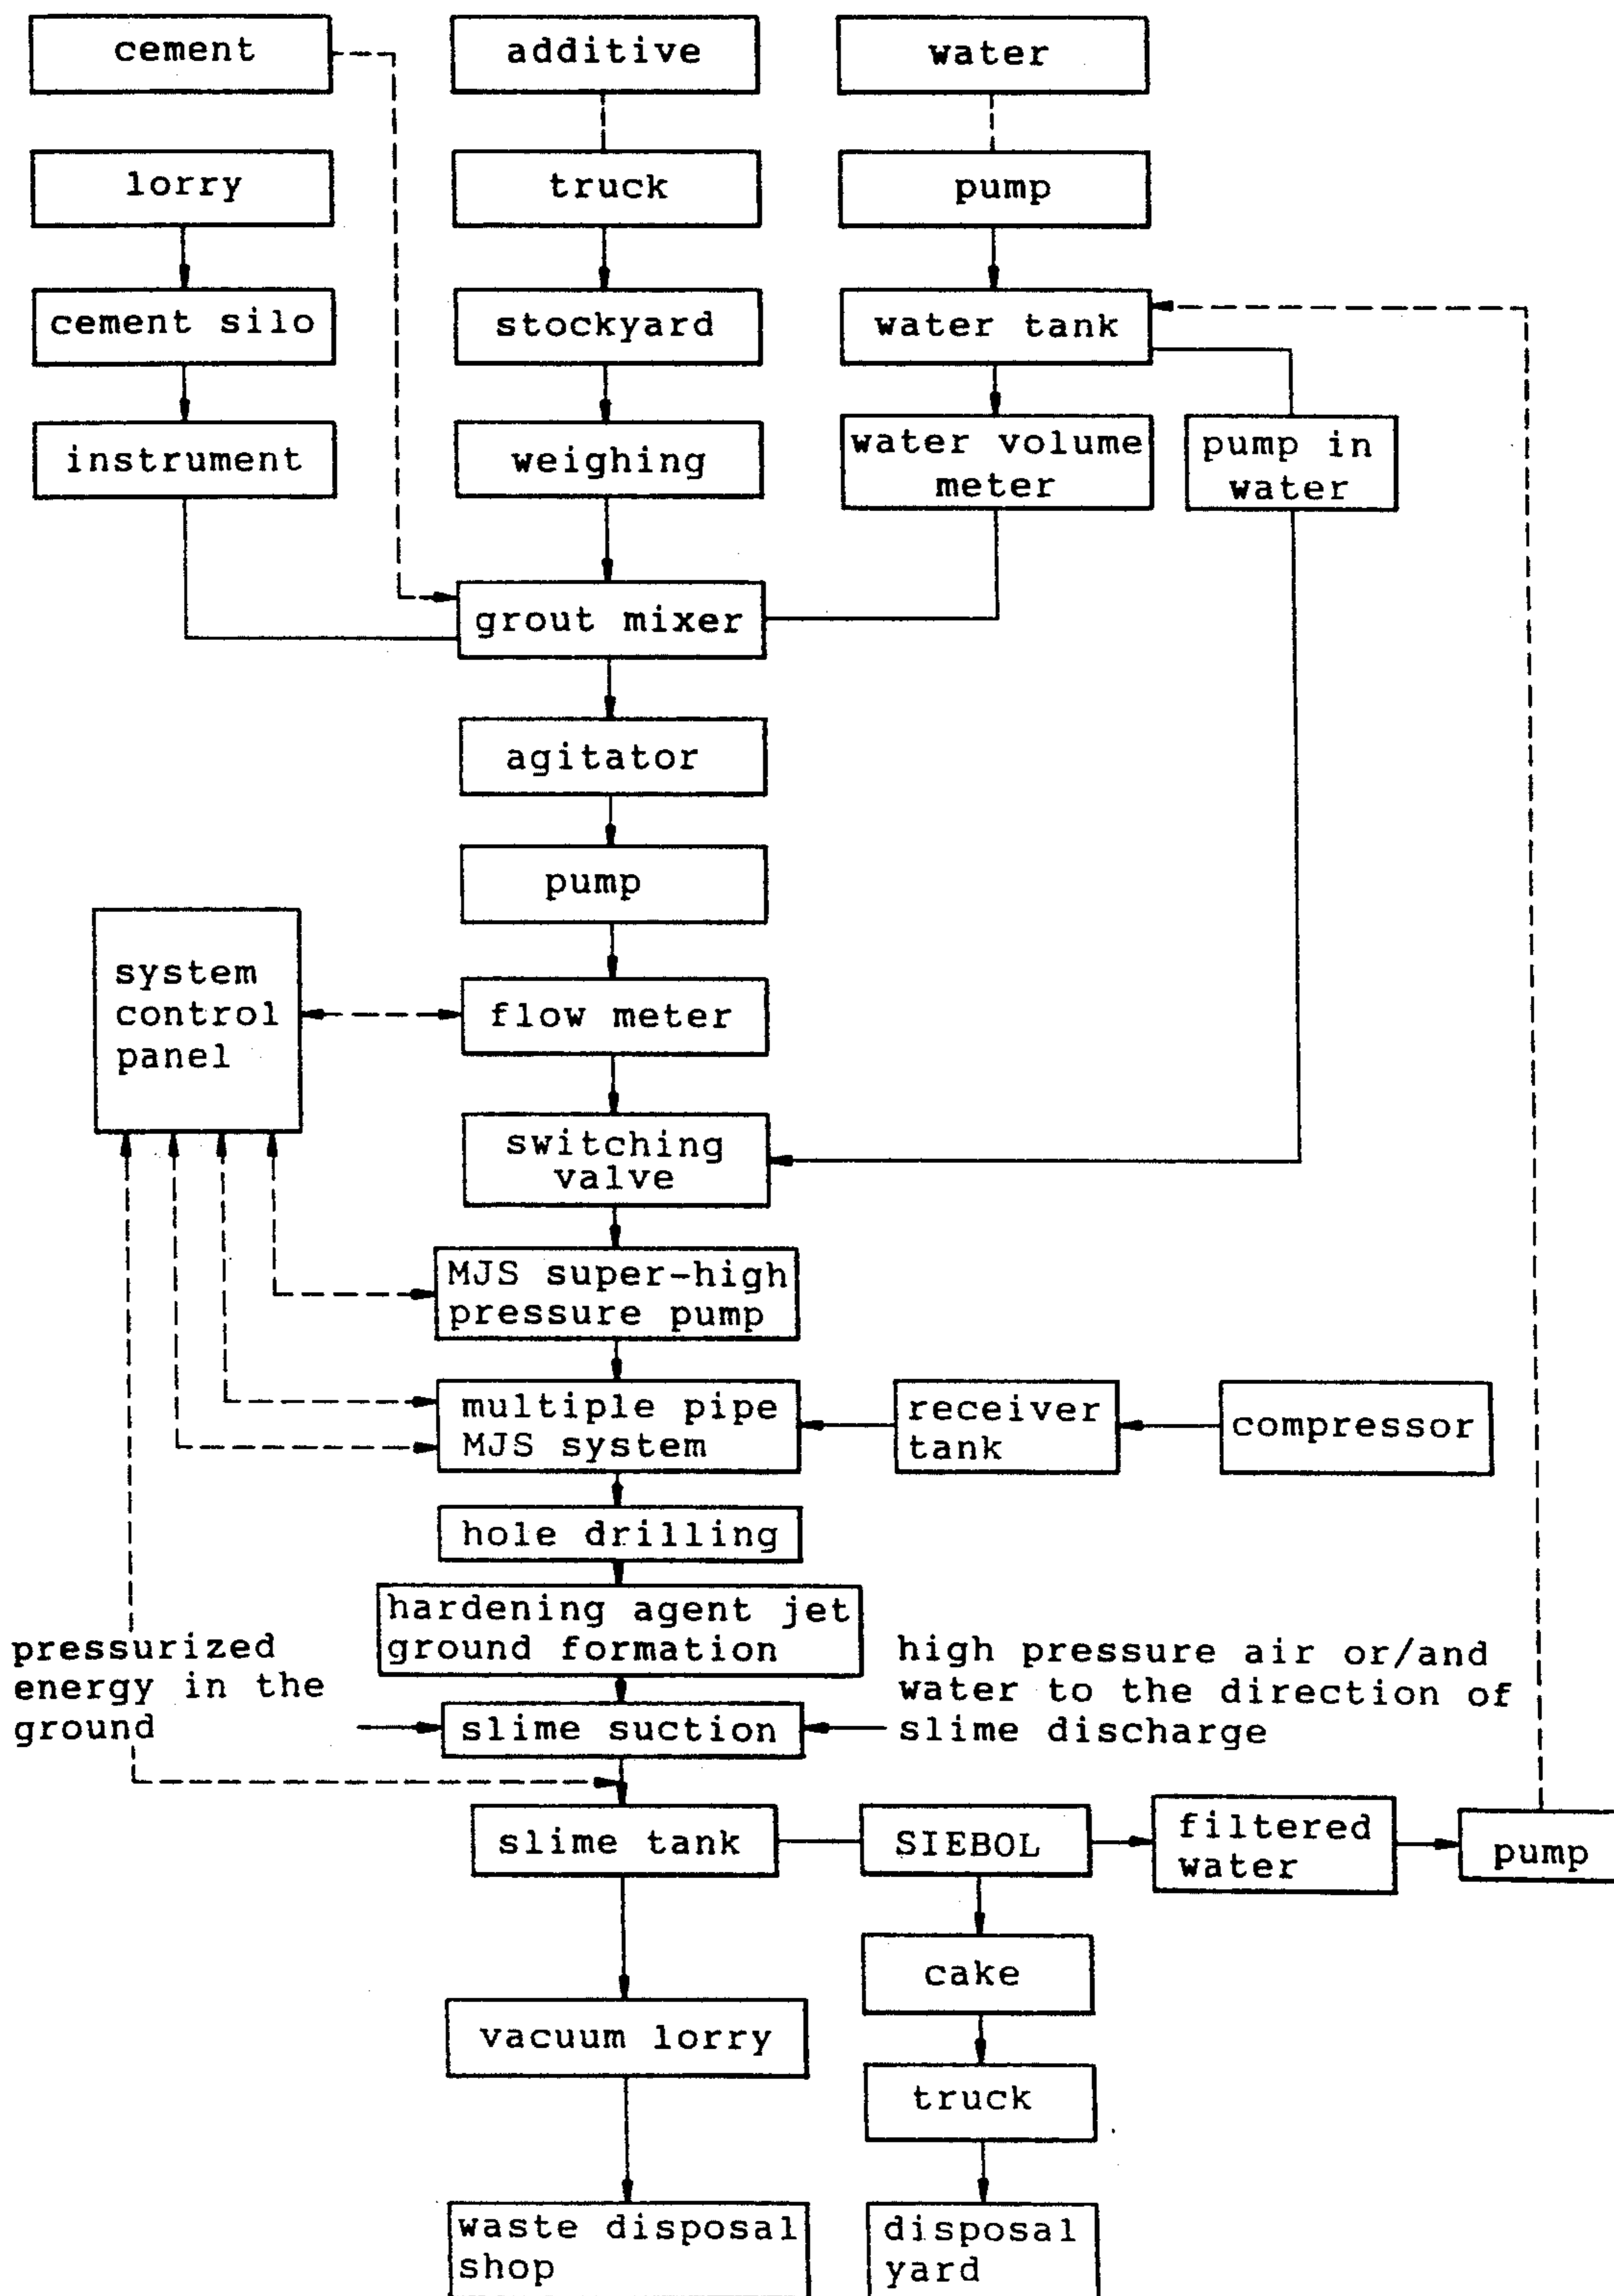 cement
additive
water
lorry
truck
pump
cement silo
stockyard
water tank
instrument
weighing
water volume
meter
pump in
water
grout mixer
agitator
pump
system
control
panel
flow meter
switching
valve
MJS super-high
pressure pump
multiple pipe
MJS system
receiver
tank
compressor
hole drilling
hardening agent jet
ground formation
pressurized
energy in the
ground
high pressure air or/and
water to the direction of
slime discharge
slime suction
slime tank
SIEBOL
filtered
water
pump
cake
vacuum lorry
truck
waste disposal
shop
disposal
yard